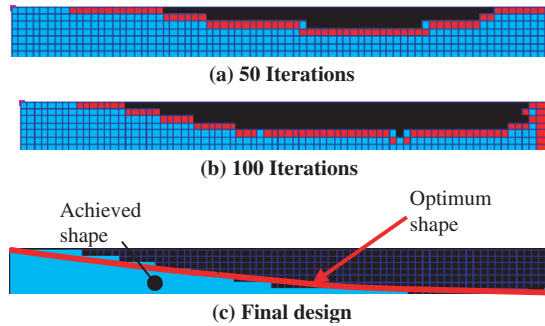 (a) 50 Iterations
(b) 100 Iterations
Achieved
shape
Optimum
shape
(c) Final design